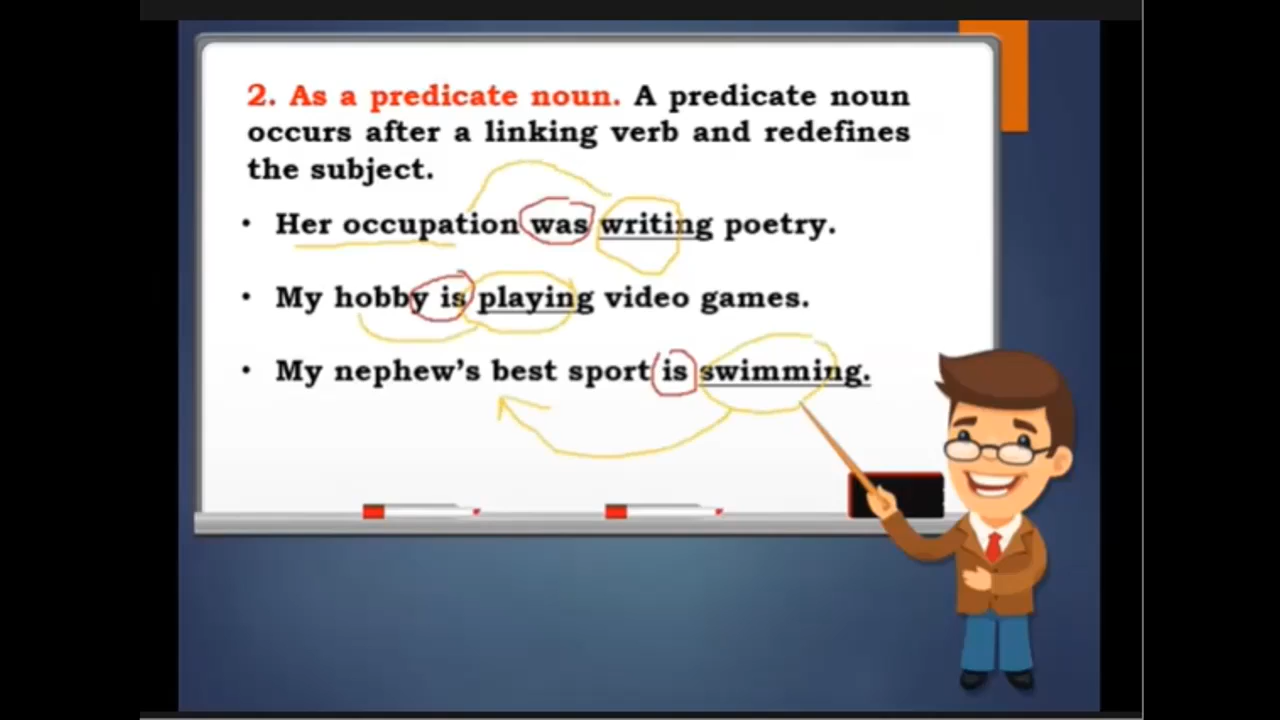 2. As a predicate noun. A predicate noun
occurs after a linking verb and redefines
the subject.
• Her occupation was writing poetry.
• My hobby is playing video games.
• My nephew's best sport is swimming.